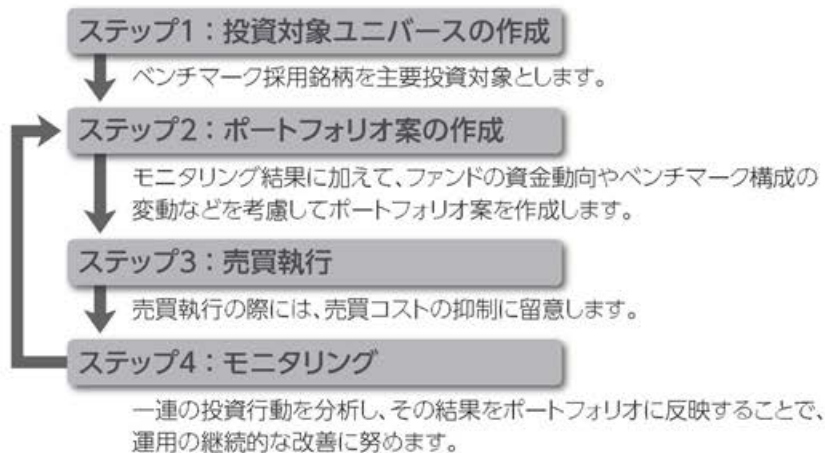 ステップ1：投資対象ユニバースの作成
ベンチマーク採用銘柄を主要投資対象とします。
ステップ2：ポートフォリオ案の作成
モニタリング結果に加えて、ファンドの資金動向やベンチマーク構成の
変動などを考慮してポートフォリオ案を作成します。
ステップ3：売買執行
売買執行の際には、売買コストの抑制に留意します。
ステップ4：モニタリング
一連の投資行動を分析し、その結果をポートフォリオに反映することで、
運用の継続的な改善に努めます。